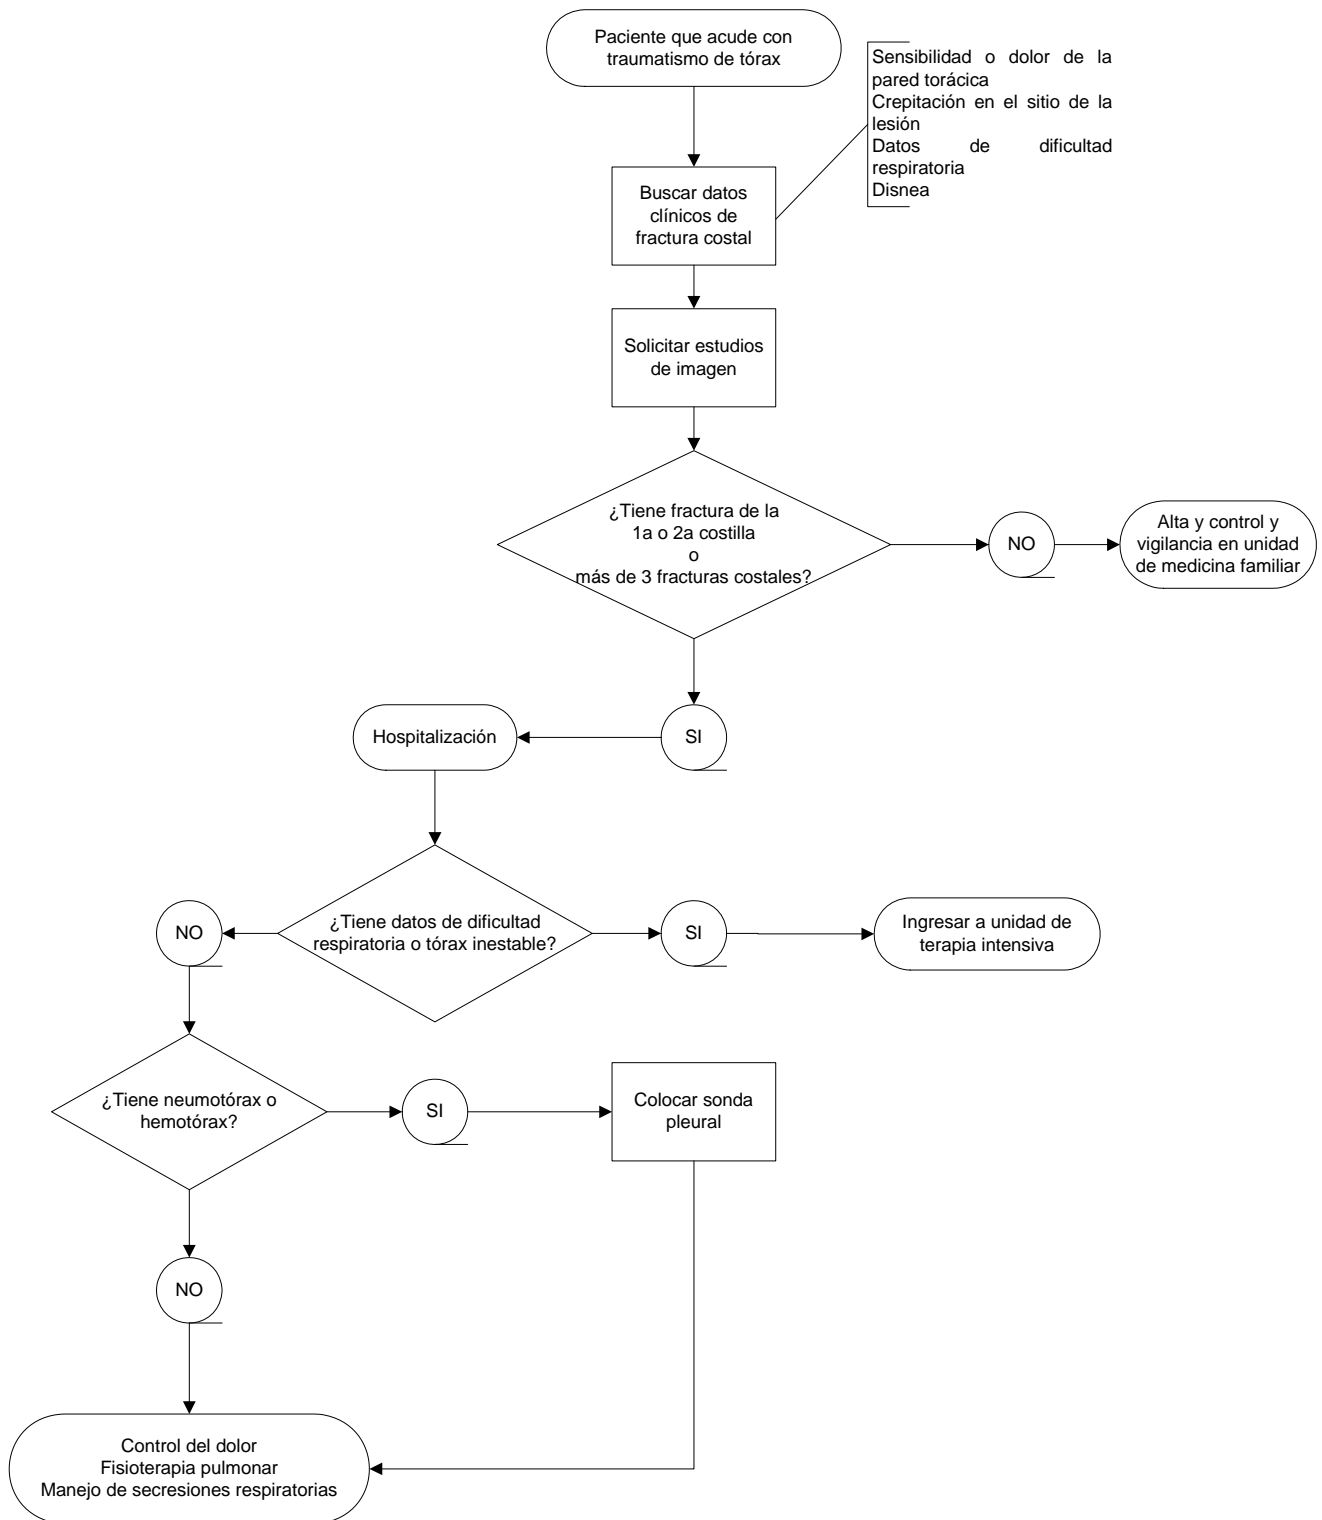 Paciente que acude con
traumatismo de tórax
Sensibilidad o dolor de la
pared torácica
Crepitación en el sitio de la
lesión
Datos de dificultad
respiratoria
Disnea
Buscar datos
clínicos de
fractura costal
Solicitar estudios
de imagen
¿Tiene fractura de la
1a o 2a costilla
o
más de 3 fracturas costales?
NO
Alta y control y
vigilancia en unidad
de medicina familiar
SI
Hospitalización
¿Tiene datos de dificultad
respiratoria o tórax inestable?
NO
SI
Ingresar a unidad de
terapia intensiva
¿Tiene neumotórax o
hemotórax?
SI
Colocar sonda
pleural
NO
Control del dolor
Fisioterapia pulmonar
Manejo de secresiones respiratorias